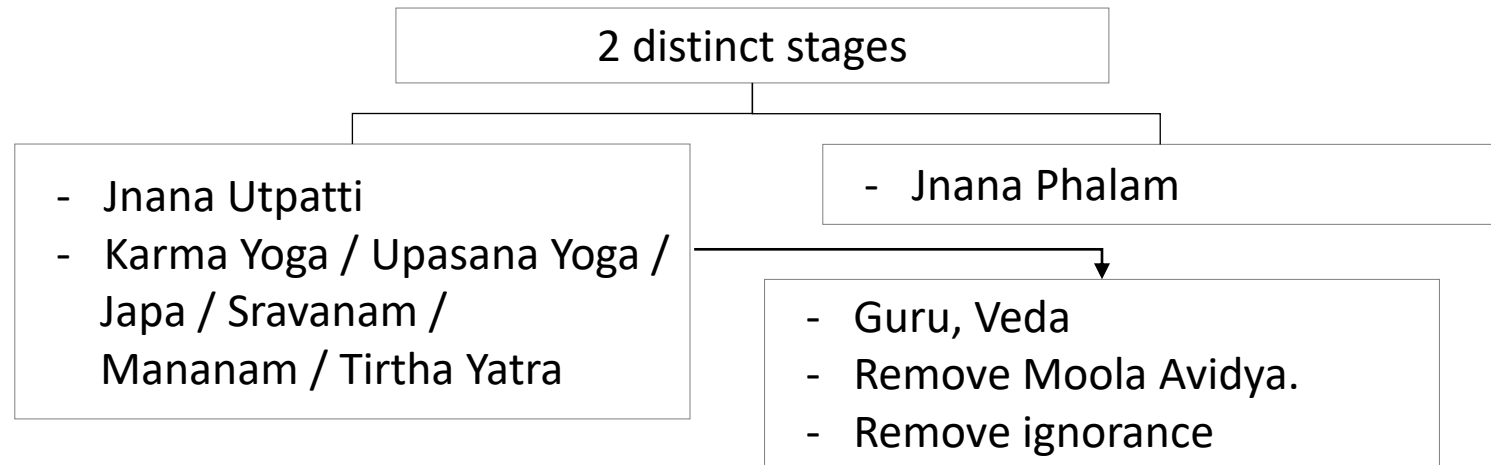 2 distinct stages
- Jnana Utpatti
- Karma Yoga / Upasana Yoga /
Japa / Sravanam /
Mananam / Tirtha Yatra
- Jnana Phalam
- Guru, Veda
- Remove Moola Avidya.
- Remove ignorance